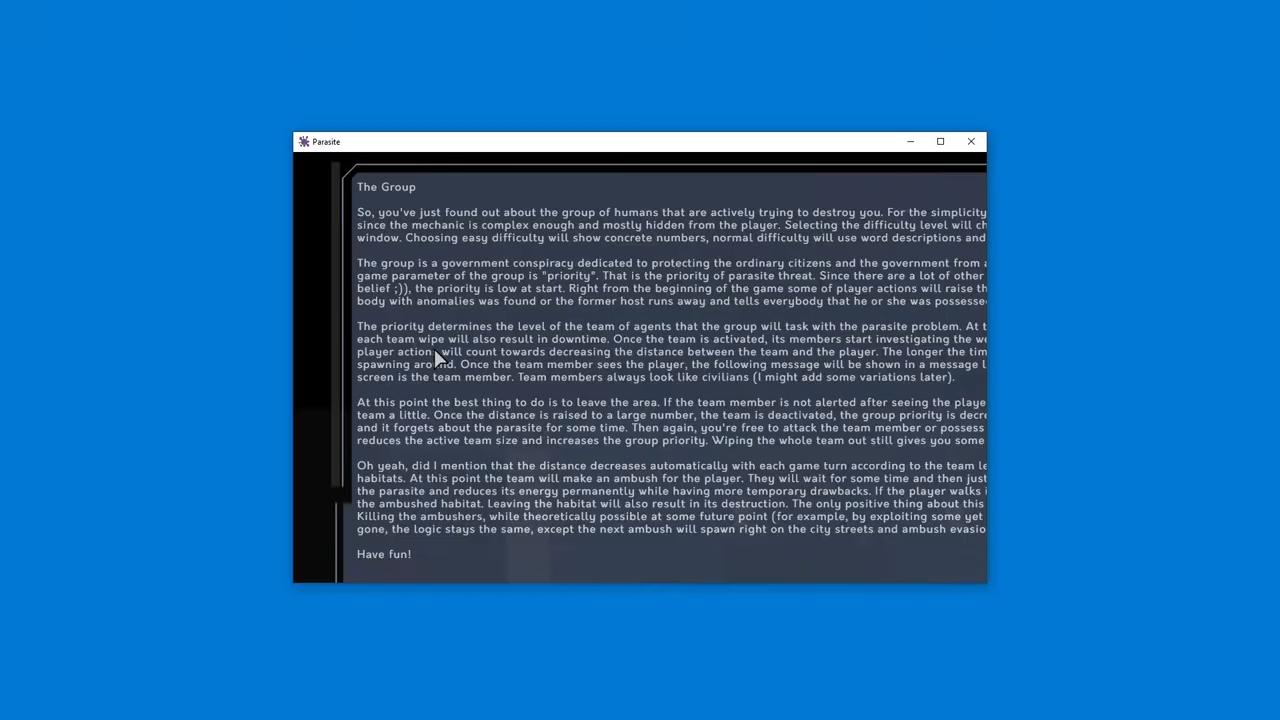 Parasite
The Group
So, you've just found out about the group of humans that are actively trying to destroy you. For the simplicity
since the mechanic is complex enough and mostly hidden from the player. Selecting the difficulty level will ch
window. Choosing easy difficulty will show concrete numbers, normal difficulty will use word descriptions and
The group is a government conspiracy dedicated to protecting the ordinary citizens and the government from a
game parameter of the group is "priority". That is the priority of parasite threat. Since there are a lot of other
belief ;)), the priority is low at start. Right from the beginning of the game some of player actions will raise th
body with anomalies was found or the former host runs away and tells everybody that he or she was possesse
The priority determines the level of the team of agents that the group will task with the parasite problem. At t
each team wipe will also result in downtime. Once the team is activated, its members start investigating the we
player actions will count towards decreasing the distance between the team and the player. The longer the tim
spawning around. Once the team member sees the player, the following message will be shown in a message l
screen is the team member. Team members always look like civilians (I might add some variations later).
At this point the best thing to do is to leave the area. If the team member is not alerted after seeing the playe
team a little. Once the distance is raised to a large number, the team is deactivated, the group priority is decre
and it forgets about the parasite for some time. Then again, you're free to attack the team member or possess
reduces the active team size and increases the group priority. Wiping the whole team out still gives you some
Oh yeah, did I mention that the distance decreases automatically with each game turn according to the team le
habitats. At this point the team will make an ambush for the player. They will wait for some time and then just
the parasite and reduces its energy permanently while having more temporary drawbacks. If the player walks i
the ambushed habitat. Leaving the habitat will also result in its destruction. The only positive thing about this
Killing the ambushers, while theoretically possible at some future point (for example, by exploiting some yet
gone, the logic stays the same, except the next ambush will spawn right on the city streets and ambush evasio
Have fun!